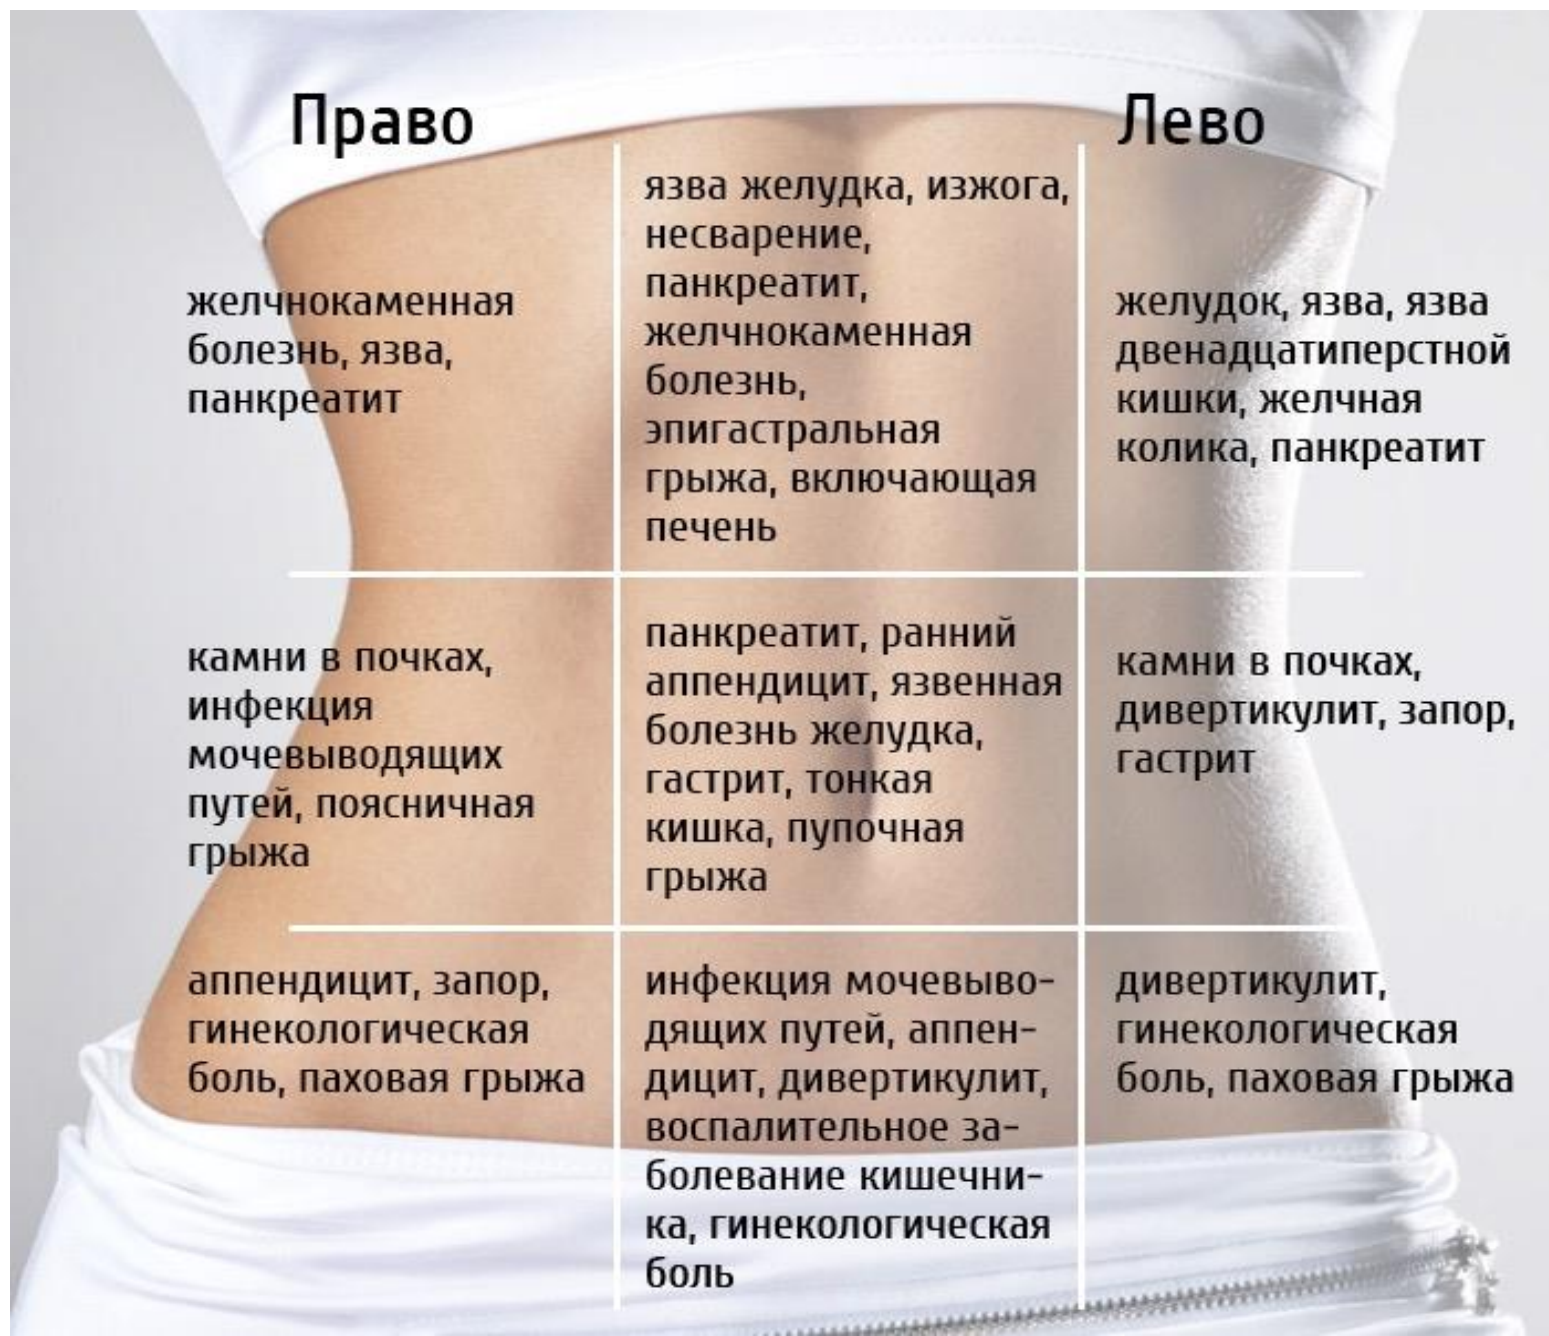 Право
Лево
желчнокаменная
болезнь, язва,
панкреатит
язва желудка, изжога,
несварение,
панкреатит,
желчнокаменная
болезнь,
эпигастральная
грыжа, включающая
печень
желудок, язва, язва
двенадцатиперстной
кишки, желчная
колика, панкреатит
камни в почках,
инфекция
мочевыводящих
путей, поясничная
грыжа
панкреатит, ранний
аппендицит, язвенная
болезнь желудка,
гастрит, тонкая
кишка, пупочная
грыжа
камни в почках,
дивертикулит, запор,
гастрит
аппендицит, запор,
гинекологическая
боль, паховая грыжа
инфекция мочевыво-
дящих путей, аппен-
дицит, дивертикулит,
воспалительное за-
болевание кишечни-
ка, гинекологическая
боль
дивертикулит,
гинекологическая
боль, паховая грыжа